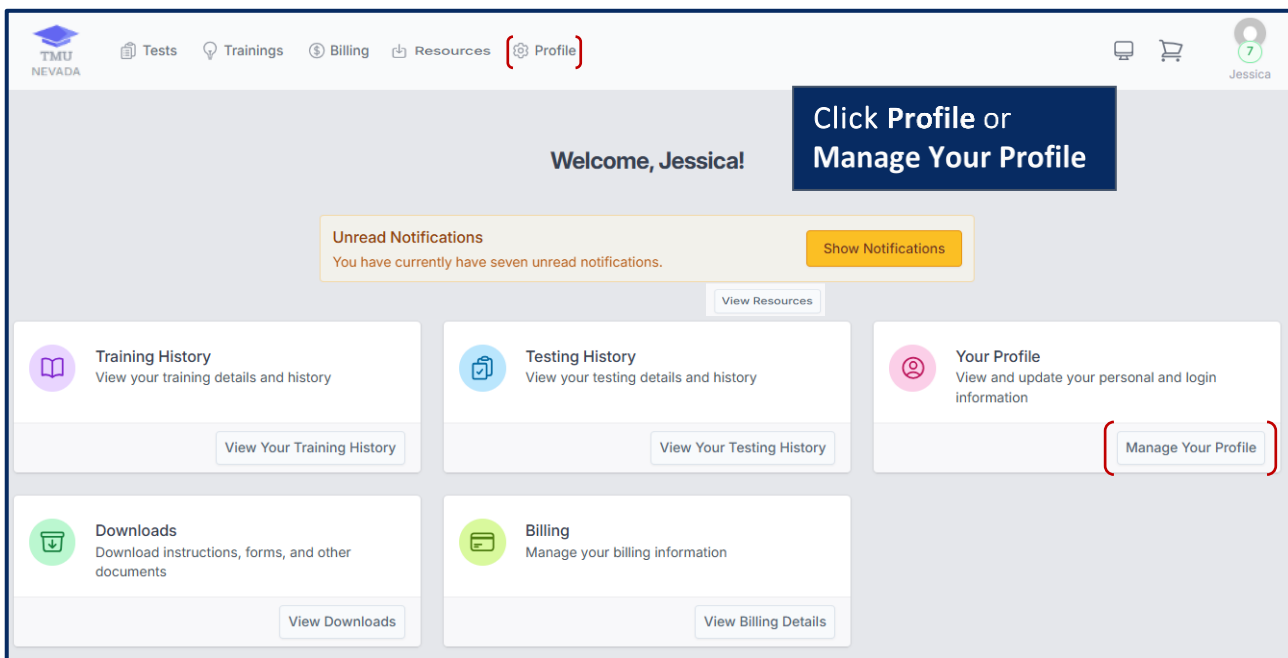 TMU
NEVADA
Tests
Trainings
Billing
Resources
Profile
7
Jessica
Click Profile or
Manage Your Profile
Welcome, Jessica!
Unread Notifications
You have currently have seven unread notifications.
Show Notifications
View Resources
Training History
View your training details and history
View Your Training History
Testing History
View your testing details and history
View Your Testing History
Your Profile
View and update your personal and login
information
Manage Your Profile
Downloads
Download instructions, forms, and other
documents
View Downloads
Billing
Manage your billing information
View Billing Details